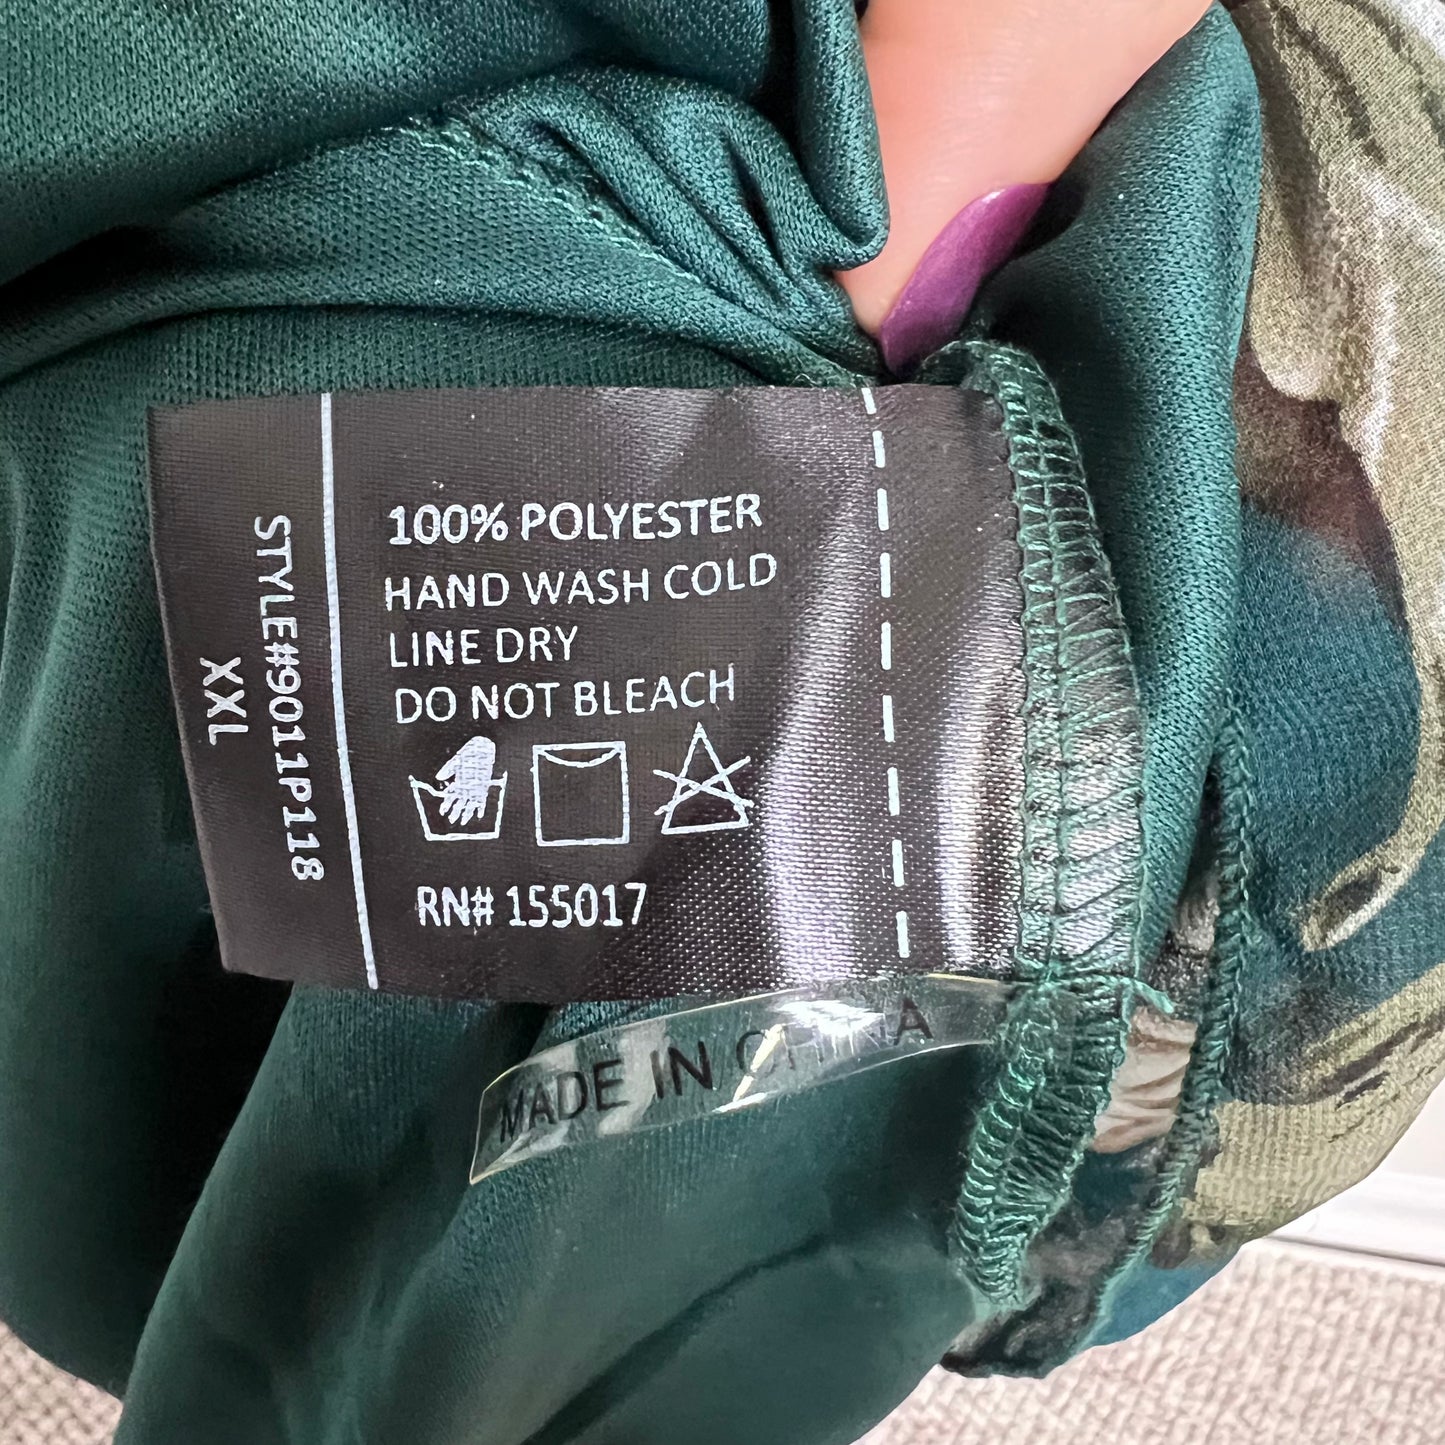 100% POLYESTER
HAND WASH COLD
LINE DRY
DO NOT BLEACH
RN# 155017
STYLE#9011P118
XXL
MADE IN CHINA